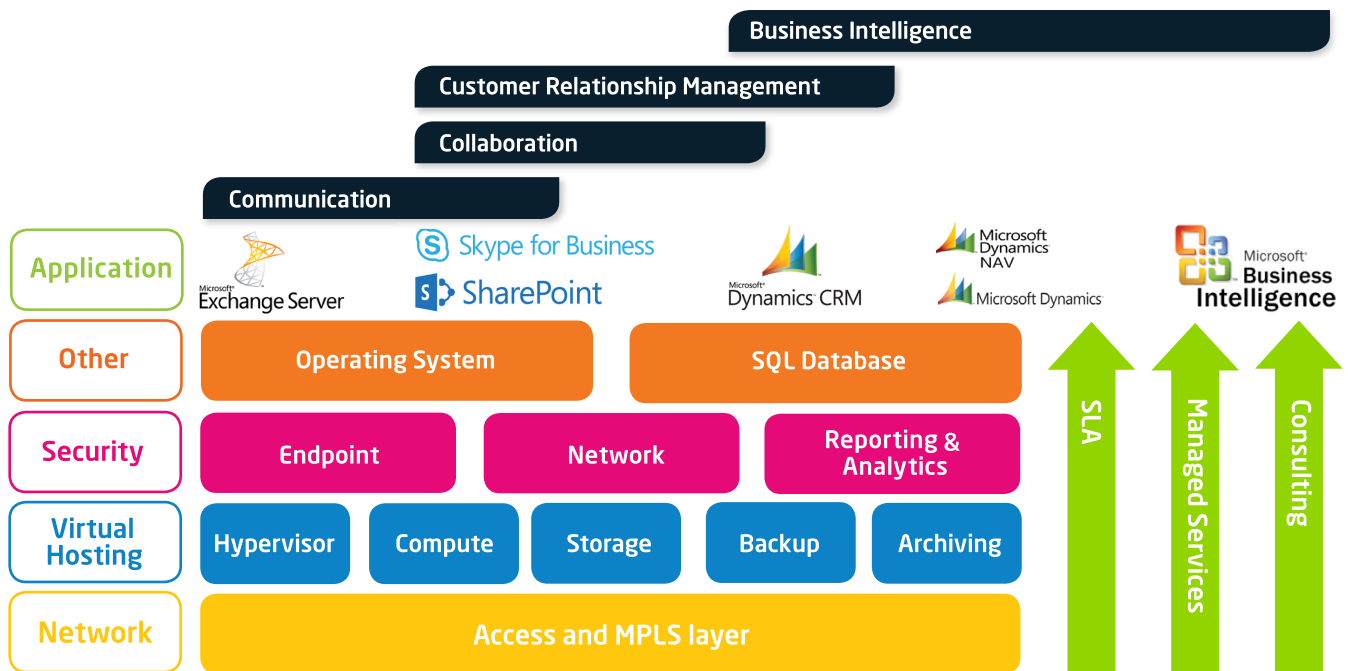 Business Intelligence
Customer Relationship Management
Collaboration
Communication
Application
Microsoft®
Exchange Server
Skype for Business
SharePoint
Microsoft®
Dynamics CRM
Microsoft®
Dynamics
NAV
Microsoft Dynamics
Microsoft®
Business
Intelligence
Other
Operating System
SQL Database
Security
Endpoint
Network
Reporting &
Analytics
Virtual
Hosting
Hypervisor
Compute
Storage
Backup
Archiving
Network
Access and MPLS layer
SLA
Managed Services
Consulting